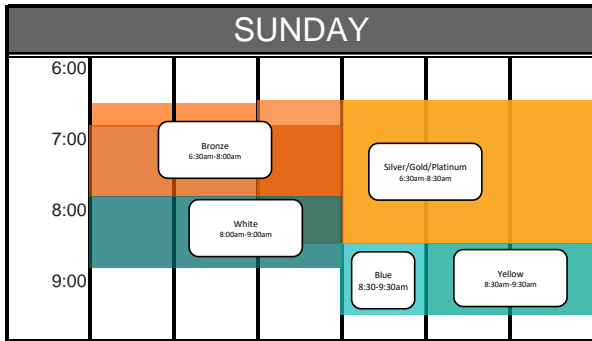 SUNDAY
6:00
7:00
Bronze
6:30am-8:00am
Silver/Gold/Platinum
6:30am-8:30am
8:00
White
8:00am-9:00am
9:00
Blue
8:30-9:30am
Yellow
8:30am-9:30am